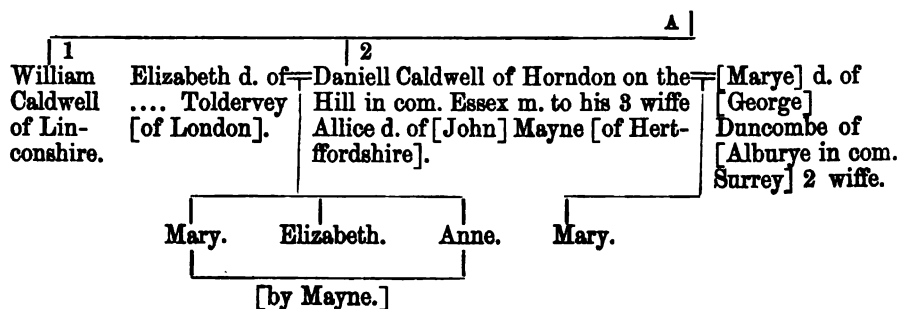 A
1
2
William Caldwell of Lin-conshire.
Elizabeth d. of .... Toldervey [of London].
Daniell Caldwell of Horndon on the Hill in com. Essex m. to his 3 wiffe Allice d. of [John] Mayne [of Hert-ffordshire].
[Marye] d. of [George] Duncombe of [Alburye in com. Surrey] 2 wiffe.
Mary.
Elizabeth.
Anne.
Mary.
[by Mayne.]